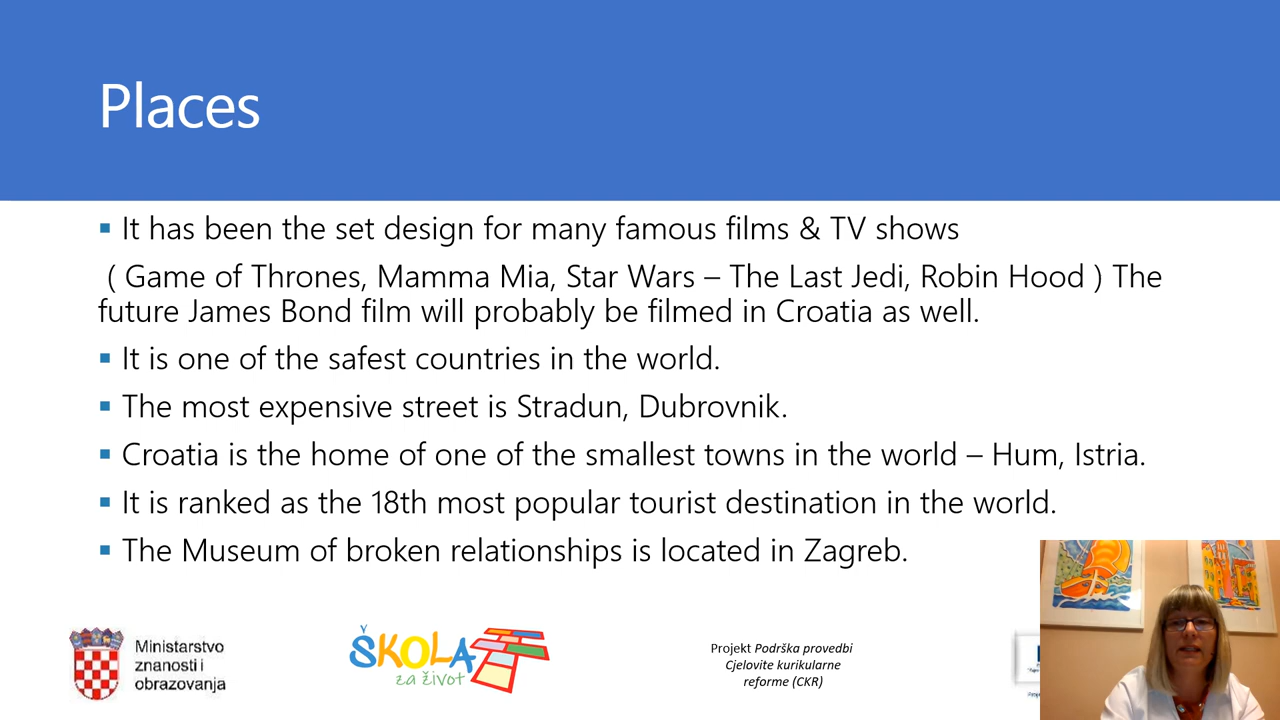 Places
▪ It has been the set design for many famous films & TV shows
( Game of Thrones, Mamma Mia, Star Wars – The Last Jedi, Robin Hood ) The
future James Bond film will probably be filmed in Croatia as well.
▪ It is one of the safest countries in the world.
▪ The most expensive street is Stradun, Dubrovnik.
▪ Croatia is the home of one of the smallest towns in the world – Hum, Istria.
▪ It is ranked as the 18th most popular tourist destination in the world.
▪ The Museum of broken relationships is located in Zagreb.
Ministarstvo
znanosti i
obrazovanja
ŠKOLA
za život
Projekt Podrška provedbi
Cjelovite kurikularne
reforme (CKR)